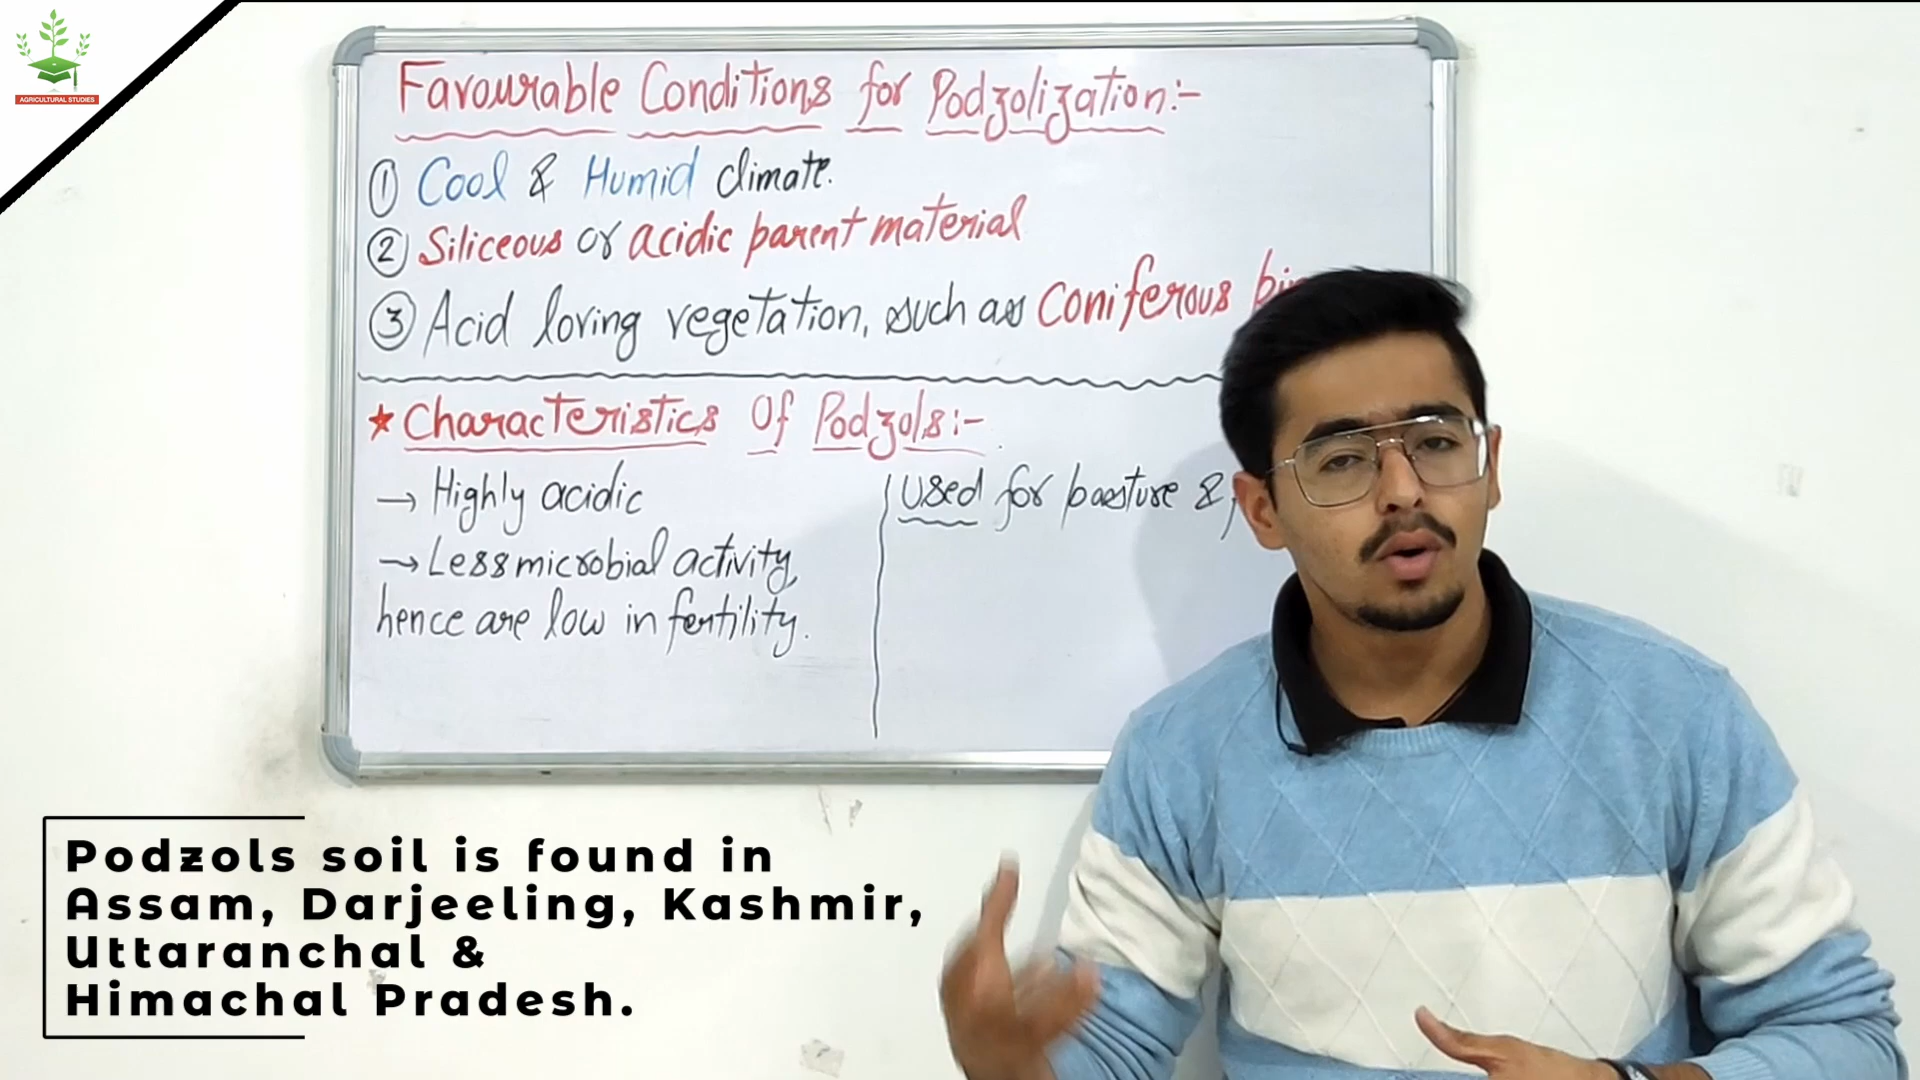 AGRICULTURAL STUDIES
Favourable Conditions for Podzolization:-
① Cool & Humid climate.
② Siliceous or acidic parent material
③ Acid loving vegetation, such as Coniferous
★ Characteristics Of Podzols:-
→ Highly acidic
→ Less microbial activity,
hence are low in fertility.
Used for pasture &
Podzols soil is found in
Assam, Darjeeling, Kashmir,
Uttaranchal &
Himachal Pradesh.